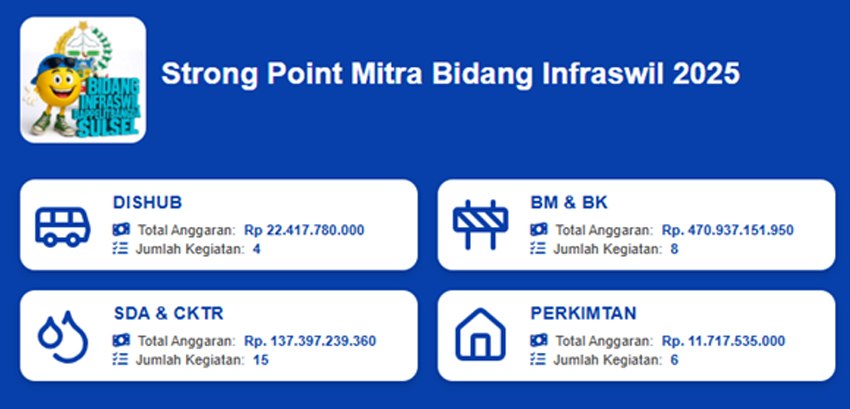 BIDANG
INFRASWIL
BAPPELITBANGDA
SULSEL
Strong Point Mitra Bidang Infraswil 2025
DISHUB
Total Anggaran: Rp 22.417.780.000
Jumlah Kegiatan: 4
BM & BK
Total Anggaran: Rp. 470.937.151.950
Jumlah Kegiatan: 8
SDA & CKTR
Total Anggaran: Rp. 137.397.239.360
Jumlah Kegiatan: 15
PERKIMTAN
Total Anggaran: Rp. 11.717.535.000
Jumlah Kegiatan: 6